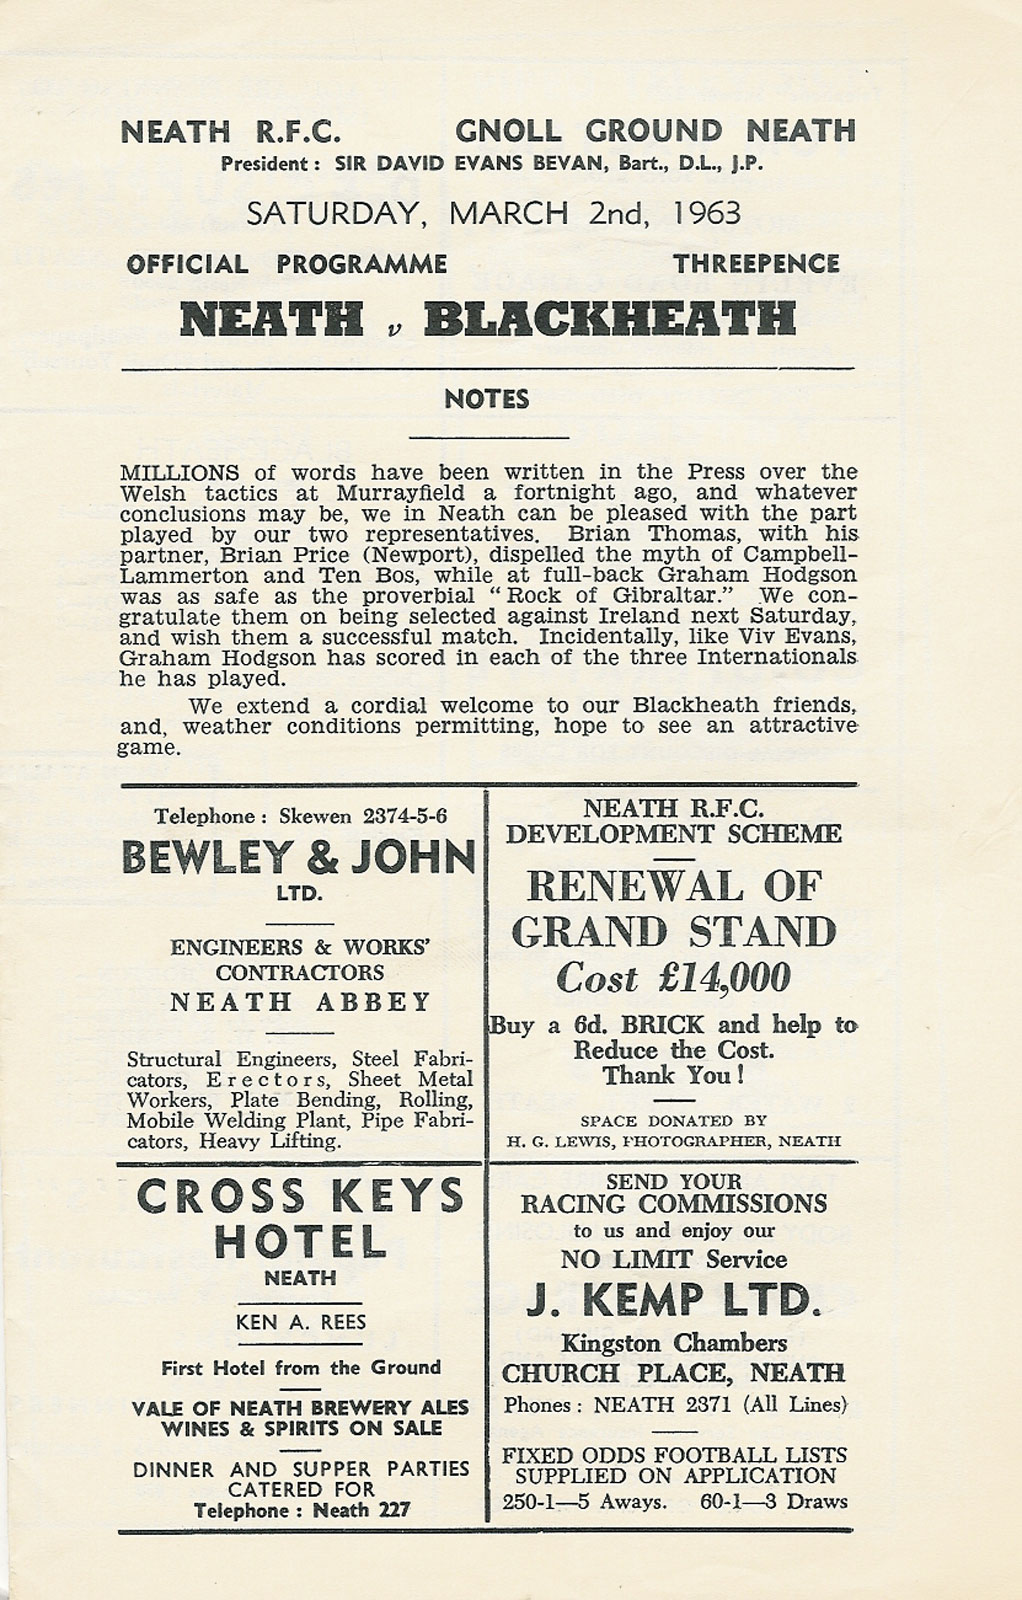 NEATH R.F.C. GNOLL GROUND NEATH
President : SIR DAVID EVANS BEVAN, Bart., D.L., J.P.
SATURDAY, MARCH 2nd, 1963
OFFICIAL PROGRAMME THREEPENCE
NEATH v BLACKHEATH
NOTES
MILLIONS of words have been written in the Press over the
Welsh tactics at Murrayfield a fortnight ago, and whatever
conclusions may be, we in Neath can be pleased with the part
played by our two representatives. Brian Thomas, with his
partner, Brian Price (Newport), dispelled the myth of Campbell-
Lammerton and Ten Bos, while at full-back Graham Hodgson
was as safe as the proverbial "Rock of Gibraltar." We con-
gratulate them on being selected against Ireland next Saturday,
and wish them a successful match. Incidentally, like Viv Evans,
Graham Hodgson has scored in each of the three Internationals
he has played.
We extend a cordial welcome to our Blackheath friends,
and, weather conditions permitting, hope to see an attractive
game.
Telephone : Skewen 2374-5-6
BEWLEY & JOHN
LTD.
ENGINEERS & WORKS'
CONTRACTORS
NEATH ABBEY
Structural Engineers, Steel Fabri-
cators, Erectors, Sheet Metal
Workers, Plate Bending, Rolling,
Mobile Welding Plant, Pipe Fabri-
cators, Heavy Lifting.
NEATH R.F.C.
DEVELOPMENT SCHEME
RENEWAL OF
GRAND STAND
Cost £14,000
Buy a 6d. BRICK and help to
Reduce the Cost.
Thank You !
SPACE DONATED BY
H. G. LEWIS, PHOTOGRAPHER, NEATH
CROSS KEYS
HOTEL
NEATH
KEN A. REES
First Hotel from the Ground
VALE OF NEATH BREWERY ALES
WINES & SPIRITS ON SALE
DINNER AND SUPPER PARTIES
CATERED FOR
Telephone : Neath 227
SEND YOUR
RACING COMMISSIONS
to us and enjoy our
NO LIMIT Service
J. KEMP LTD.
Kingston Chambers
CHURCH PLACE, NEATH
Phones : NEATH 2371 (All Lines)
FIXED ODDS FOOTBALL LISTS
SUPPLIED ON APPLICATION
250-1—5 Aways. 60-1—3 Draws